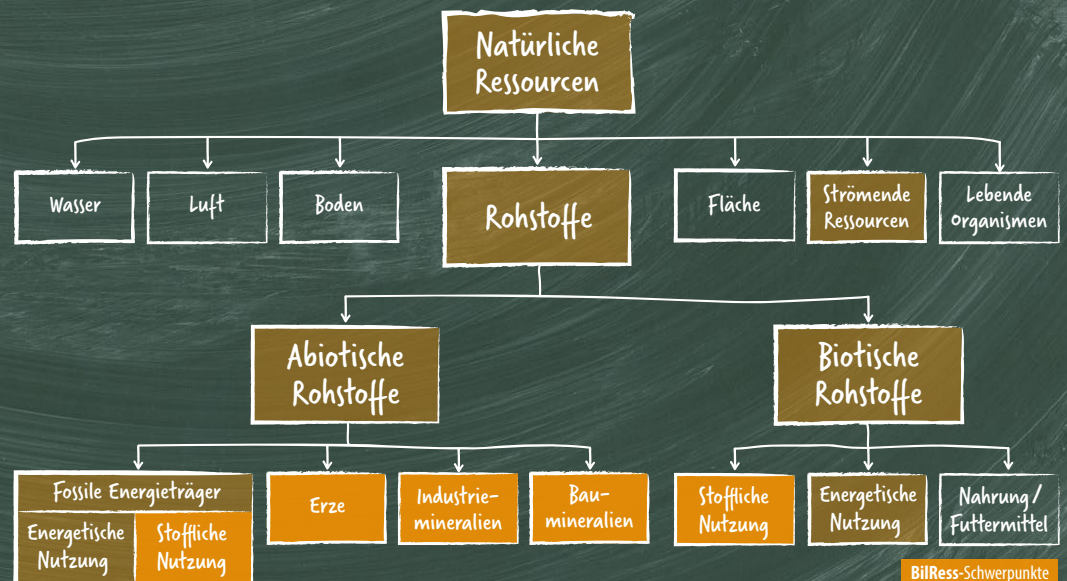 Natürliche
Ressourcen
Wasser
Luft
Boden
Rohstoffe
Fläche
Strömende
Ressourcen
Lebende
Organismen
Abiotische
Rohstoffe
Biotische
Rohstoffe
Fossile Energieträger
Energetische
Nutzung
Stoffliche
Nutzung
Erze
Industrie-
mineralien
Bau-
mineralien
Stoffliche
Nutzung
Energetische
Nutzung
Nahrung/
Futtermittel
BilRess-Schwerpunkte